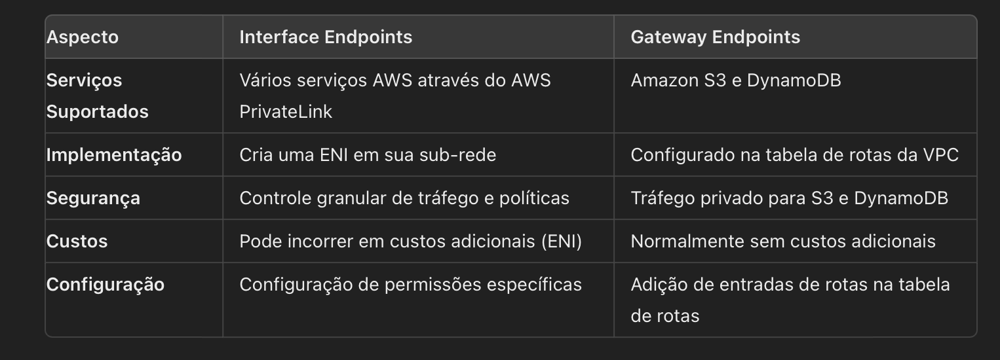 Aspecto
Interface Endpoints
Gateway Endpoints
Serviços
Suportados
Vários serviços AWS através do AWS
PrivateLink
Amazon S3 e DynamoDB
Implementação
Cria uma ENI em sua sub-rede
Configurado na tabela de rotas da VPC
Segurança
Controle granular de tráfego e políticas
Tráfego privado para S3 e DynamoDB
Custos
Pode incorrer em custos adicionais (ENI)
Normalmente sem custos adicionais
Configuração
Configuração de permissões específicas
Adição de entradas de rotas na tabela
de rotas